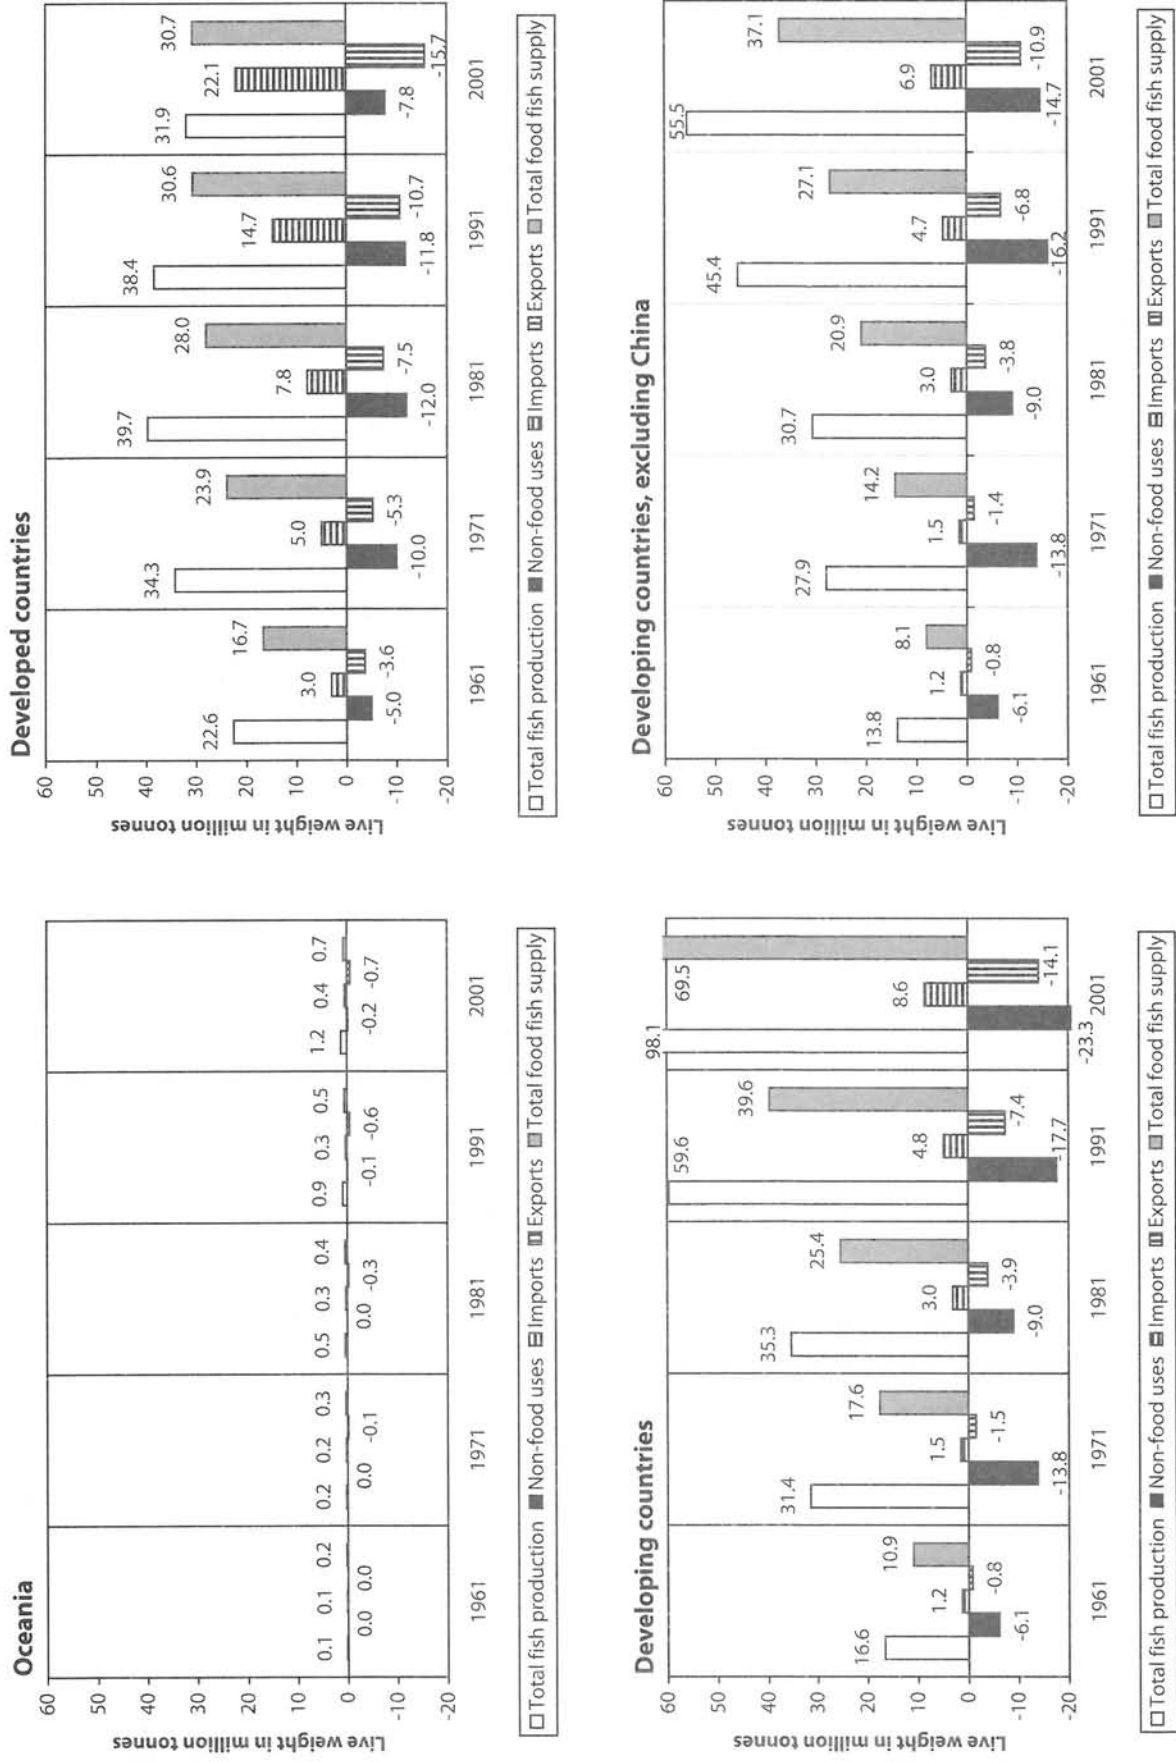 Oceania
Live weight in million tonnes
60
50
40
30
20
10
0
-10
-20
0.1 0.1 0.2
0.0 0.0
0.2 0.2 0.3
0.0 -0.1
0.5 0.3 0.4
0.0 -0.3
0.9 0.3 0.5
-0.1 -0.6
1.2 0.4 0.7
-0.2 -0.7
1961 1971 1981 1991 2001
Total fish production Non-food uses Imports Exports Total food fish supply
Developed countries
Live weight in million tonnes
60
50
40
30
20
10
0
-10
-20
22.6 3.0 16.7
-5.0 -3.6
34.3 5.0 23.9
-10.0 -5.3
39.7 7.8 28.0
-12.0 -7.5
38.4 14.7 30.6
-11.8 -10.7
31.9 22.1 30.7
-7.8 -15.7
1961 1971 1981 1991 2001
Total fish production Non-food uses Imports Exports Total food fish supply
Developing countries
Live weight in million tonnes
60
50
40
30
20
10
0
-10
-20
16.6 1.2 10.9
-6.1 -0.8
31.4 1.5 17.6
-13.8 -1.5
35.3 3.0 25.4
-9.0 -3.9
59.6 4.8 39.6
-17.7 -7.4
98.1 8.6 69.5
-23.3 -14.1
1961 1971 1981 1991 2001
Total fish production Non-food uses Imports Exports Total food fish supply
Developing countries, excluding China
Live weight in million tonnes
60
50
40
30
20
10
0
-10
-20
13.8 1.2 8.1
-6.1 -0.8
27.9 1.5 14.2
-13.8 -1.4
30.7 3.0 20.9
-9.0 -3.8
45.4 4.7 27.1
-16.2 -6.8
55.5 6.9 37.1
-14.7 -10.9
1961 1971 1981 1991 2001
Total fish production Non-food uses Imports Exports Total food fish supply